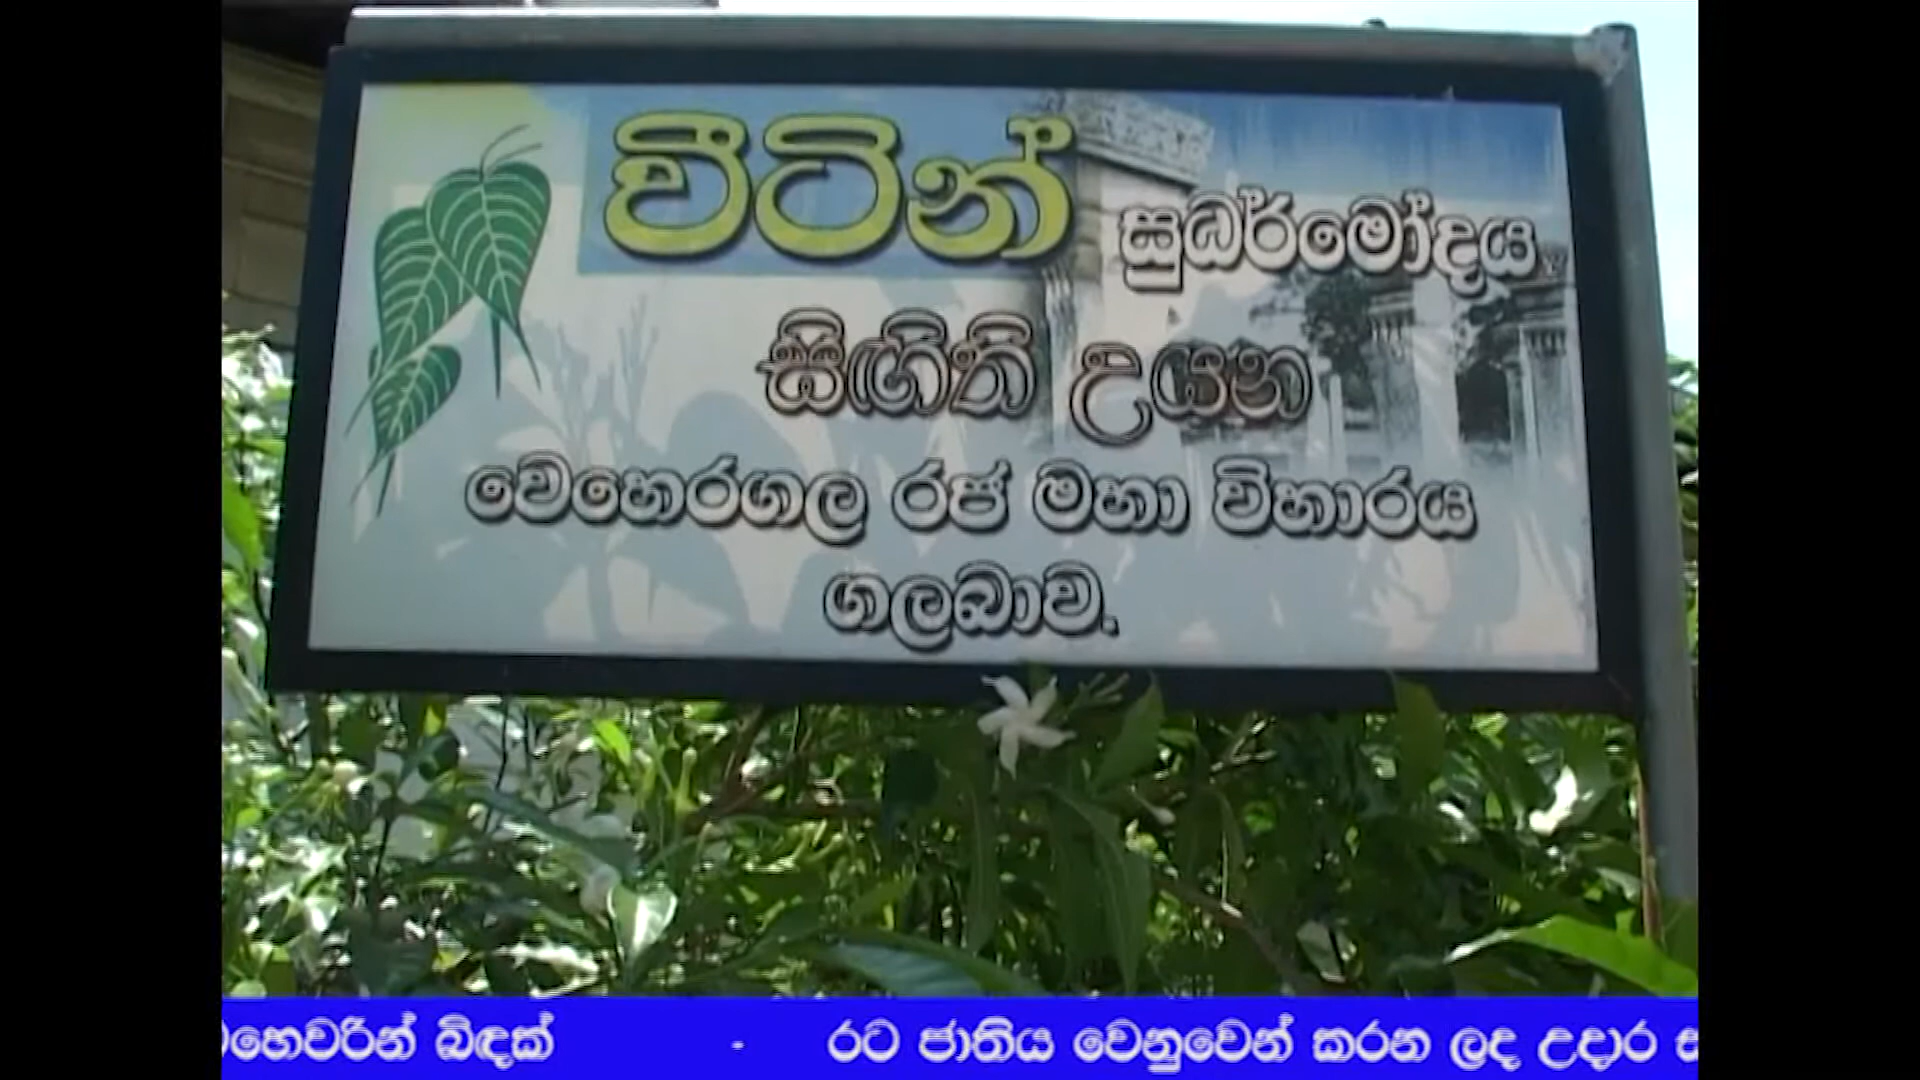 වීටින් සුධර්මෝදය
සිඟිති උයන
වෙහෙරගල රජ මහා විහාරය
ගලබාව.
බිඳක් - රට ජාතිය වෙනුවෙන් කරන ලද උදාර